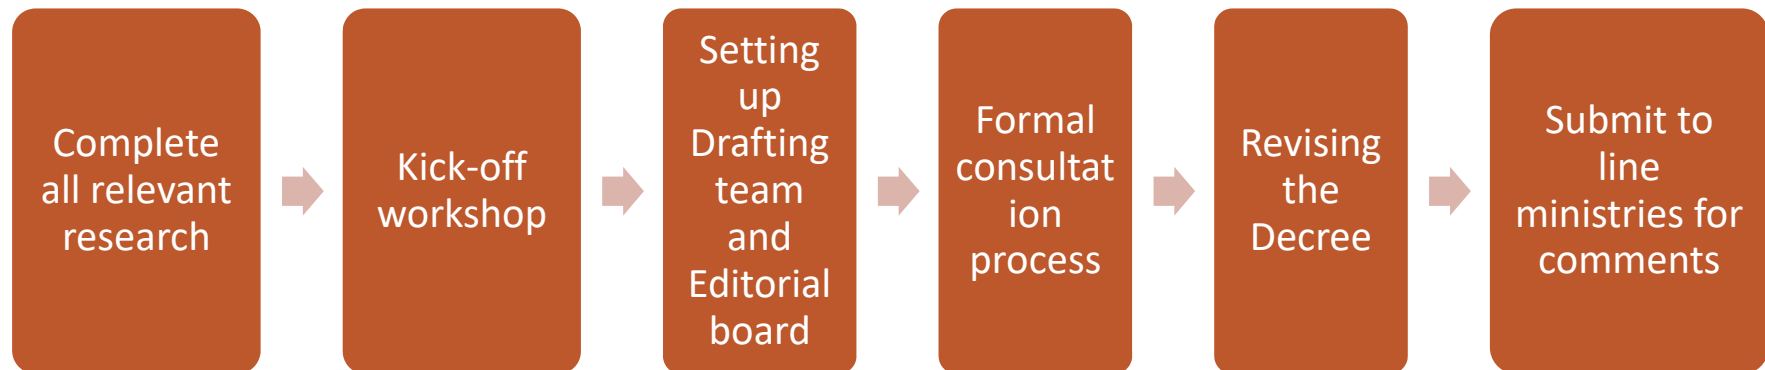 Complete
all relevant
research
Kick-off
workshop
Setting
up
Drafting
team
and
Editorial
board
Formal
consultat
ion
process
Revising
the
Decree
Submit to
line
ministries for
comments